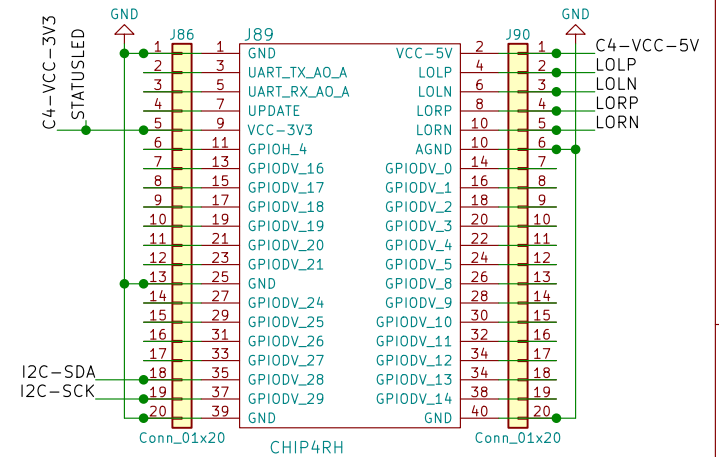 GND GND
J86 J89 J90
C4-VCC-3V3
STATUSLED
1 1 GND VCC-5V 2 1 C4-VCC-5V
2 3 UART_TX_AO_A LOLP 4 2 LOLP
3 5 UART_RX_AO_A LOLN 6 3 LOLN
4 7 UPDATE LORP 8 4 LORP
5 9 VCC-3V3 LORN 10 5 LORN
6 11 GPIOH_4 AGND 10 6
7 13 GPIODV_16 GPIODV_0 14 7
8 15 GPIODV_17 GPIODV_1 16 8
9 17 GPIODV_18 GPIODV_2 18 9
10 19 GPIODV_19 GPIODV_3 20 10
11 21 GPIODV_20 GPIODV_4 22 11
12 23 GPIODV_21 GPIODV_5 24 12
13 25 GND GPIODV_8 26 13
14 27 GPIODV_24 GPIODV_9 28 14
15 29 GPIODV_25 GPIODV_10 30 15
16 31 GPIODV_26 GPIODV_11 32 16
17 33 GPIODV_27 GPIODV_12 34 17
I2C-SDA 18 35 GPIODV_28 GPIODV_13 34 18
I2C-SCK 19 37 GPIODV_29 GPIODV_14 38 19
20 39 GND GND 40 20
Conn_01x20 Conn_01x20
CHIP4RH